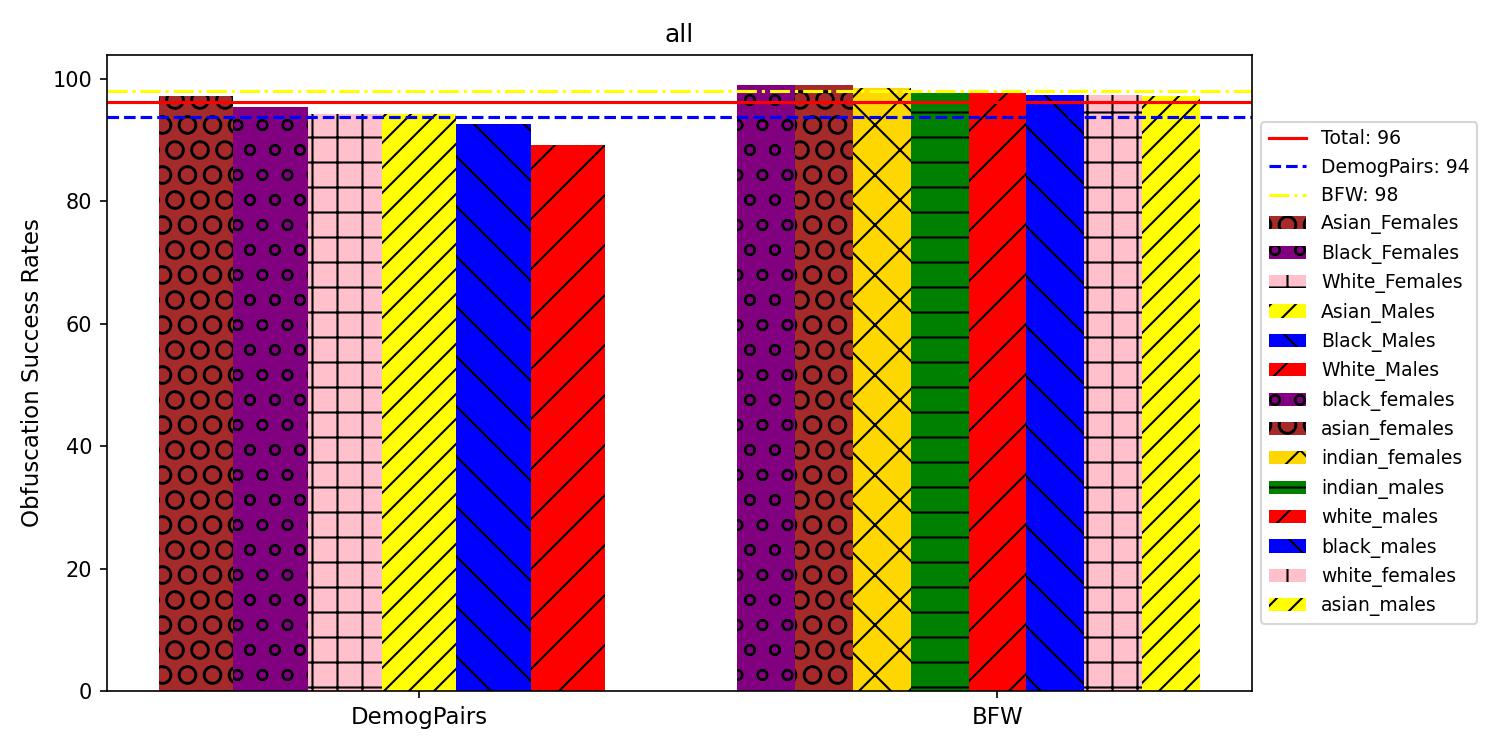 all
100
80
60
40
20
0
Obfuscation Success Rates
DemogPairs
BFW
Total: 96
DemogPairs: 94
BFW: 98
Asian_Females
Black_Females
White_Females
Asian_Males
Black_Males
White_Males
black_females
asian_females
indian_females
indian_males
white_males
black_males
white_females
asian_males